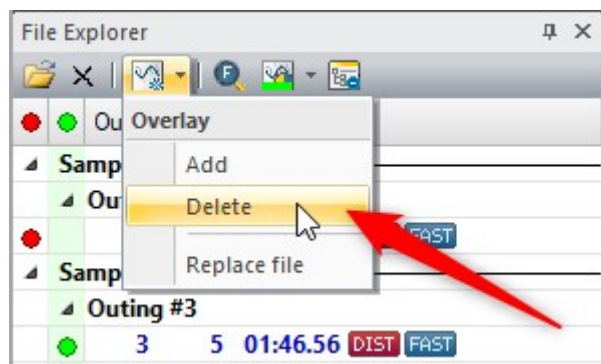 File Explorer
F
Ou
Overlay
Samp
Add
Ou
Delete
FAST
Samp
Replace file
Outing #3
3 5 01:46.56 DIST FAST